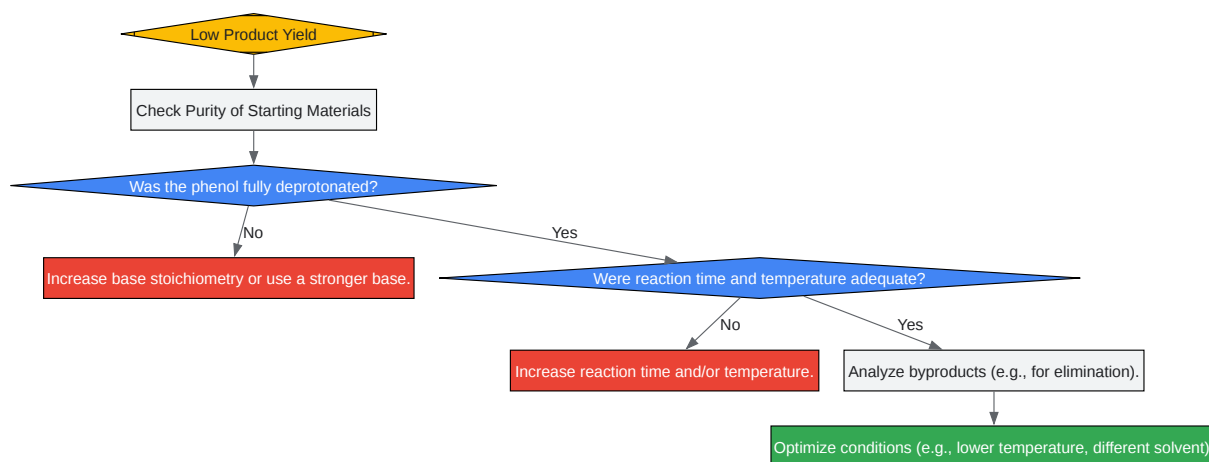 Low Product Yield
Check Purity of Starting Materials
Was the phenol fully deprotonated?
No
Yes
Increase base stoichiometry or use a stronger base.
Were reaction time and temperature adequate?
No
Yes
Increase reaction time and/or temperature.
Analyze byproducts (e.g., for elimination).
Optimize conditions (e.g., lower temperature, different solvent)